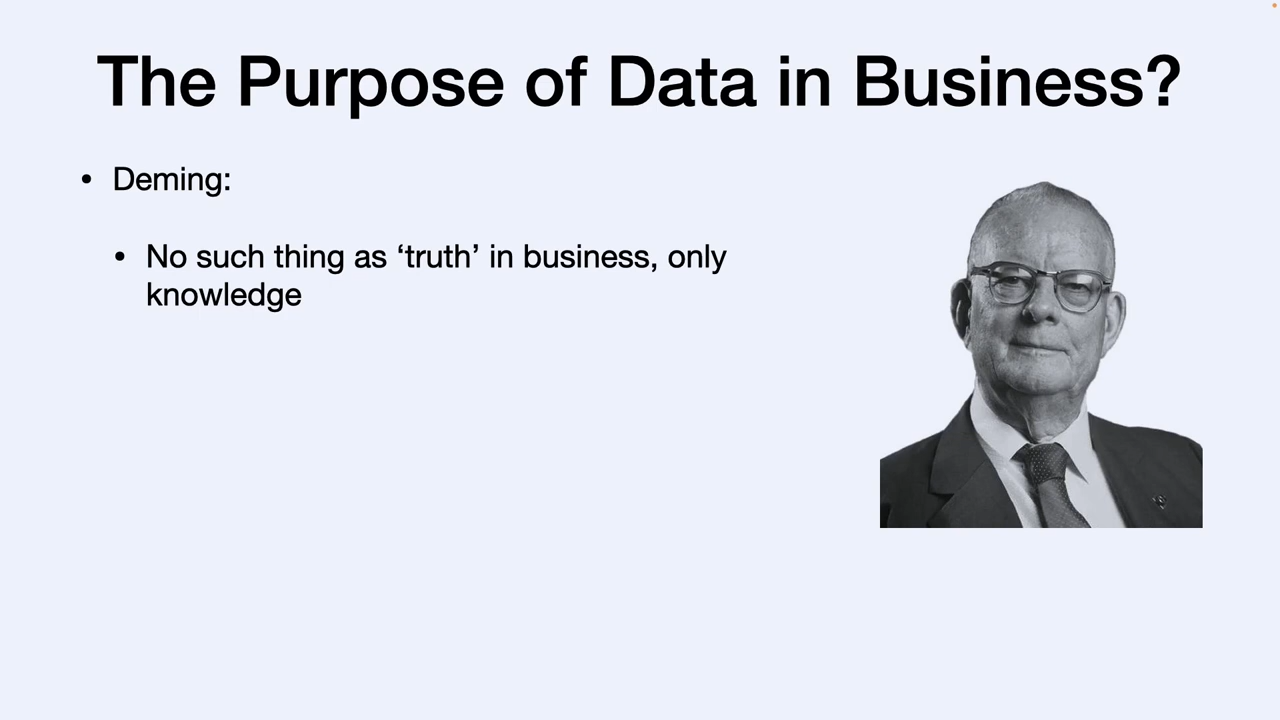 The Purpose of Data in Business?
• Deming:
• No such thing as ‘truth’ in business, only
knowledge